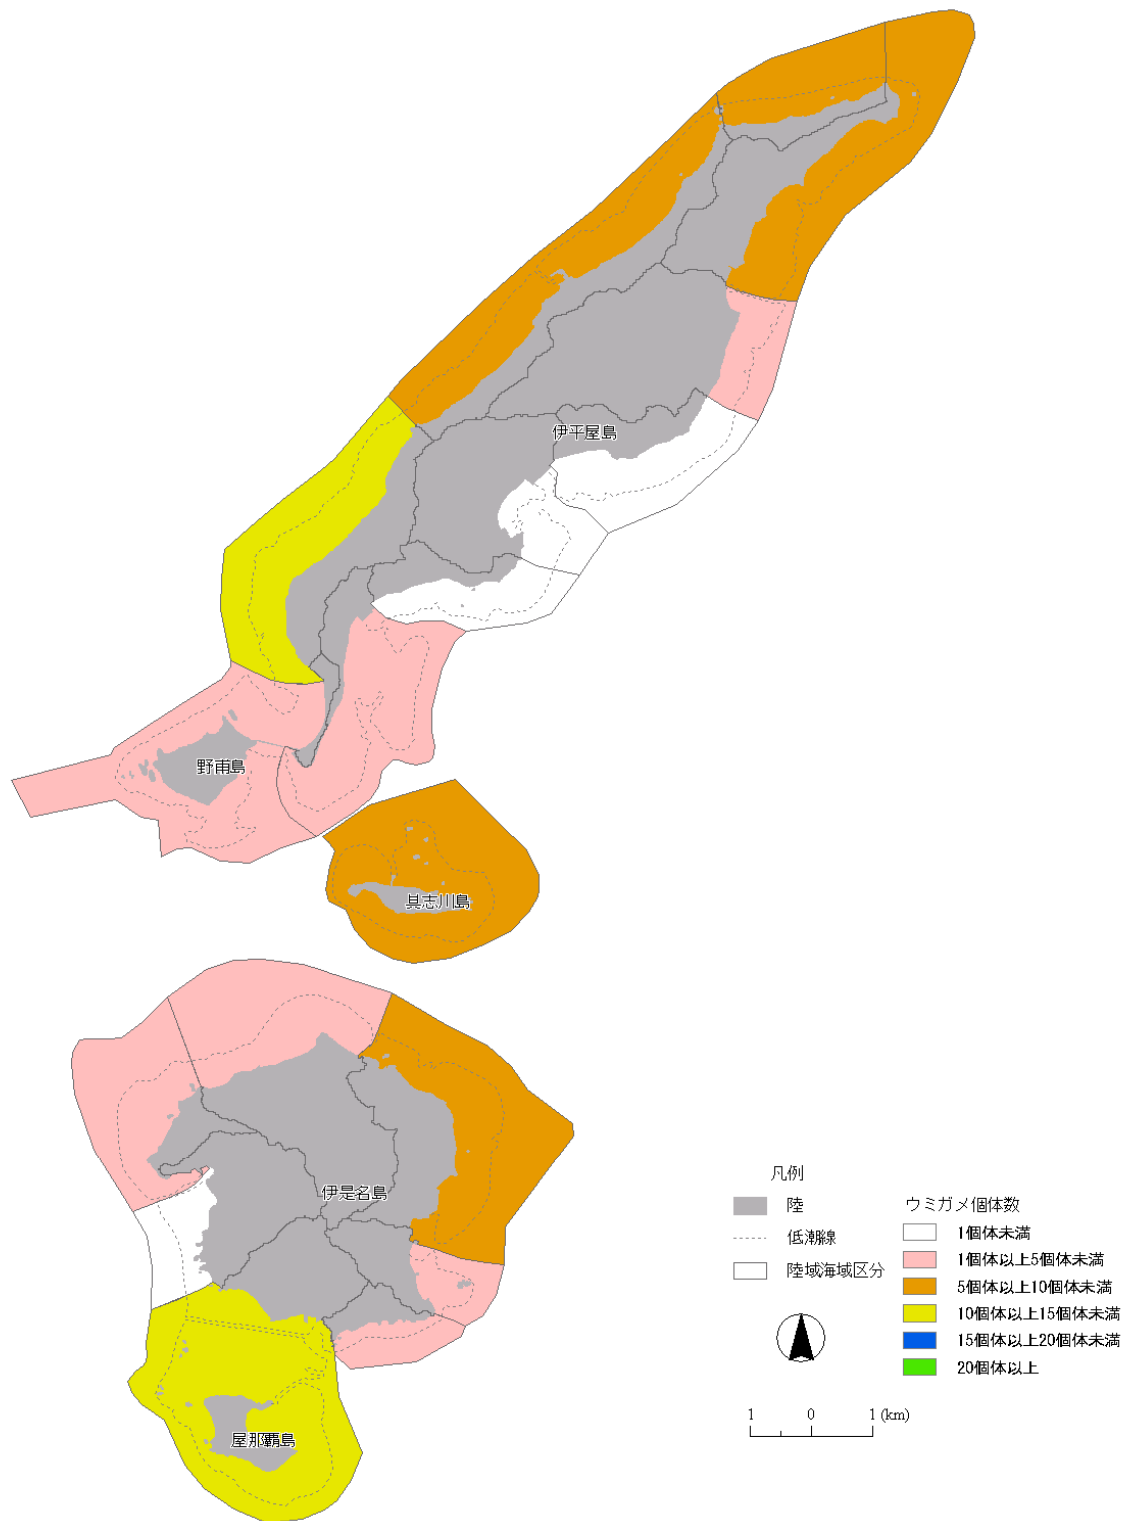 伊平屋島
野甫島
具志川島
伊是名島
屋那覇島
凡例
陸
低潮線
陸域海域区分
ウミガメ個体数
1個体未満
1個体以上5個体未満
5個体以上10個体未満
10個体以上15個体未満
15個体以上20個体未満
20個体以上
1 0 1 (km)